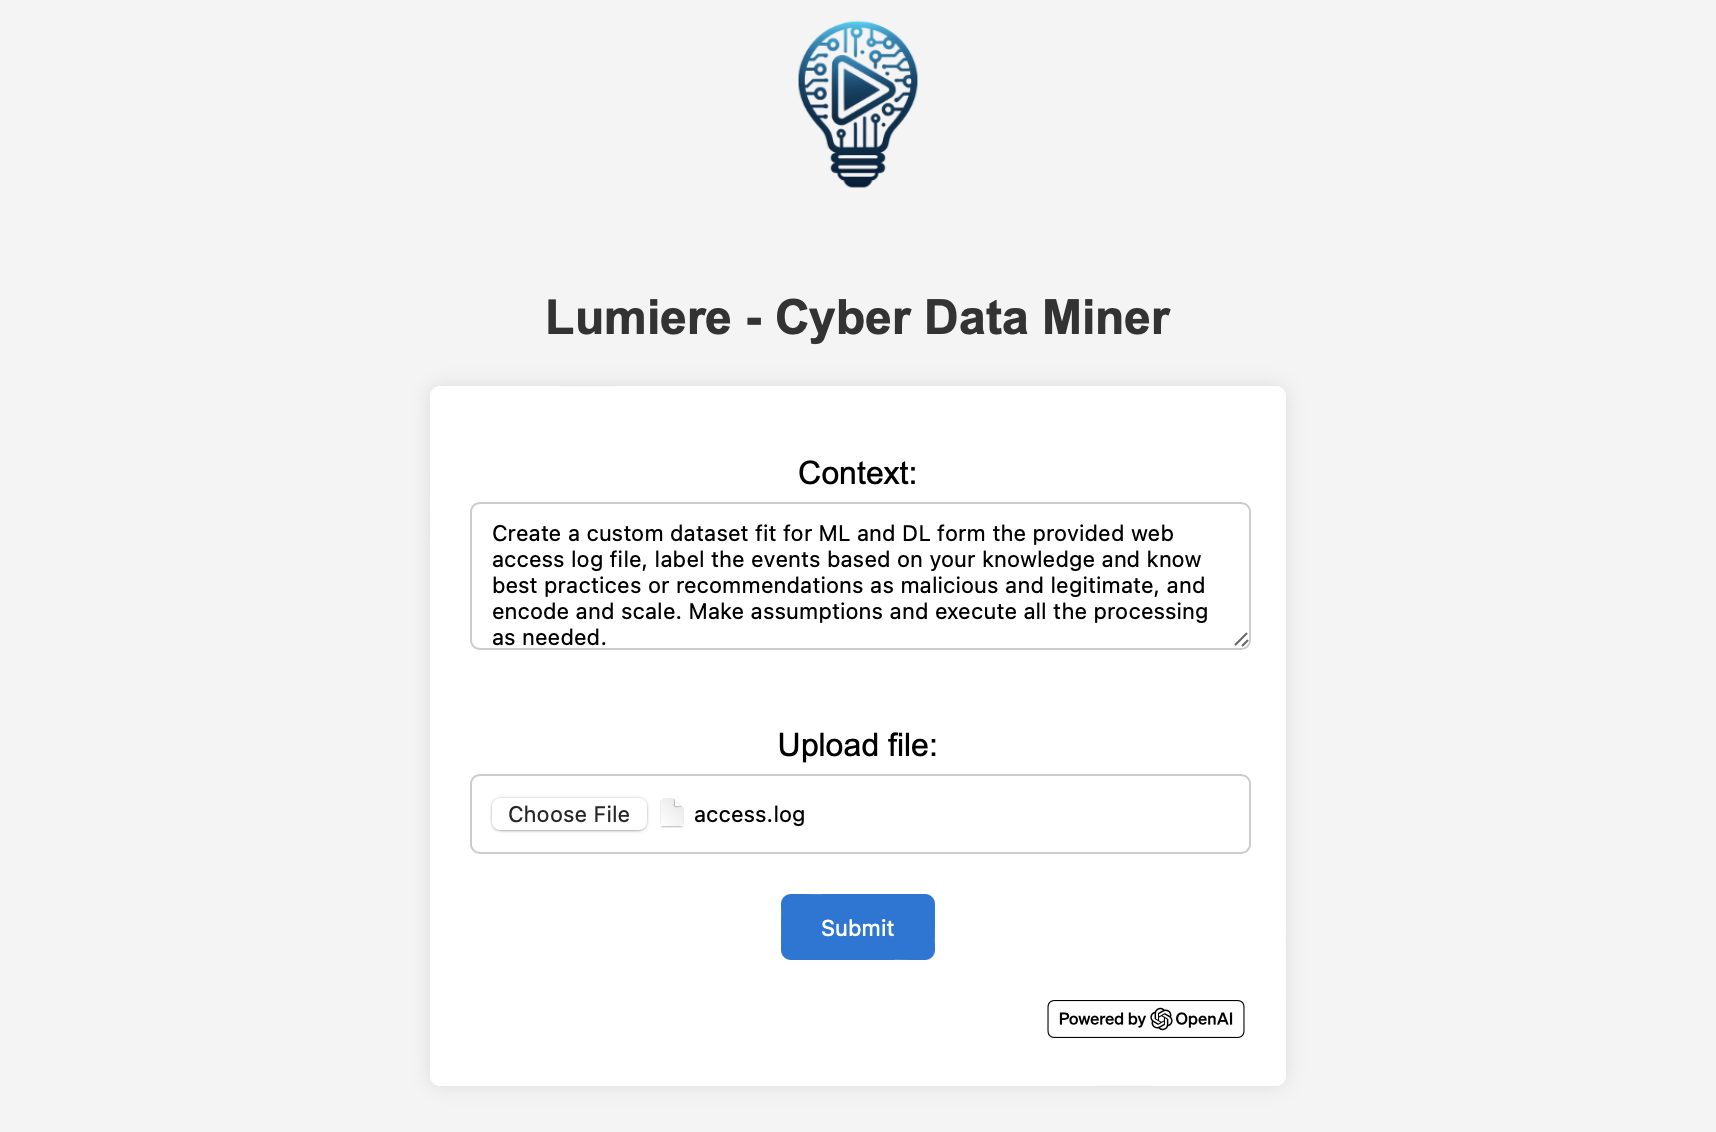 Lumiere - Cyber Data Miner
Context:
Create a custom dataset fit for ML and DL form the provided web
access log file, label the events based on your knowledge and know
best practices or recommendations as malicious and legitimate, and
encode and scale. Make assumptions and execute all the processing
as needed.
Upload file:
Choose File access.log
Submit
Powered by OpenAI